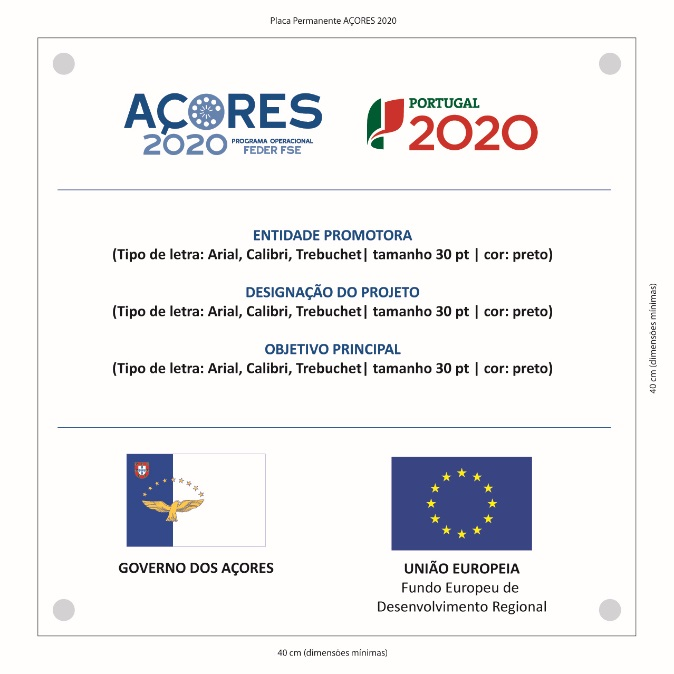 Placa Permanente AÇORES 2020
AÇORES
2020 PROGRAMA OPERACIONAL
FEDER FSE
PORTUGAL
2020
ENTIDADE PROMOTORA
(Tipo de letra: Arial, Calibri, Trebuchet| tamanho 30 pt | cor: preto)
DESIGNAÇÃO DO PROJETO
(Tipo de letra: Arial, Calibri, Trebuchet| tamanho 30 pt | cor: preto)
OBJETIVO PRINCIPAL
(Tipo de letra: Arial, Calibri, Trebuchet| tamanho 30 pt | cor: preto)
40 cm (dimensões mínimas)
GOVERNO DOS AÇORES
UNIÃO EUROPEIA
Fundo Europeu de
Desenvolvimento Regional
40 cm (dimensões mínimas)